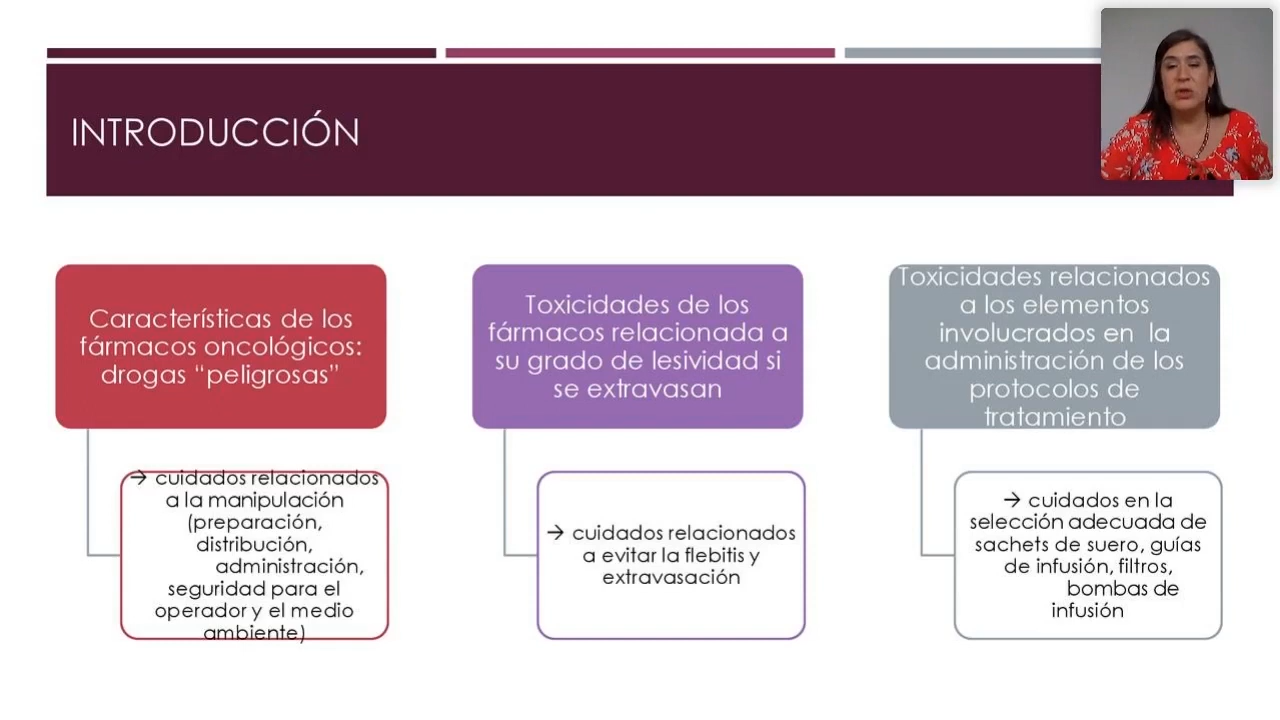 INTRODUCCIÓN
Características de los
fármacos oncológicos:
drogas “peligrosas”
→ cuidados relacionados
a la manipulación
(preparación,
distribución,
administración,
seguridad para el
operador y el medio
ambiente)
Toxicidades de los
fármacos relacionada a
su grado de lesividad si
se extravasan
→ cuidados relacionados
a evitar la flebitis y
extravasación
Toxicidades relacionados
a los elementos
involucrados en la
administración de los
protocolos de
tratamiento
→ cuidados en la
selección adecuada de
sachets de suero, guías
de infusión, filtros,
bombas de
infusión